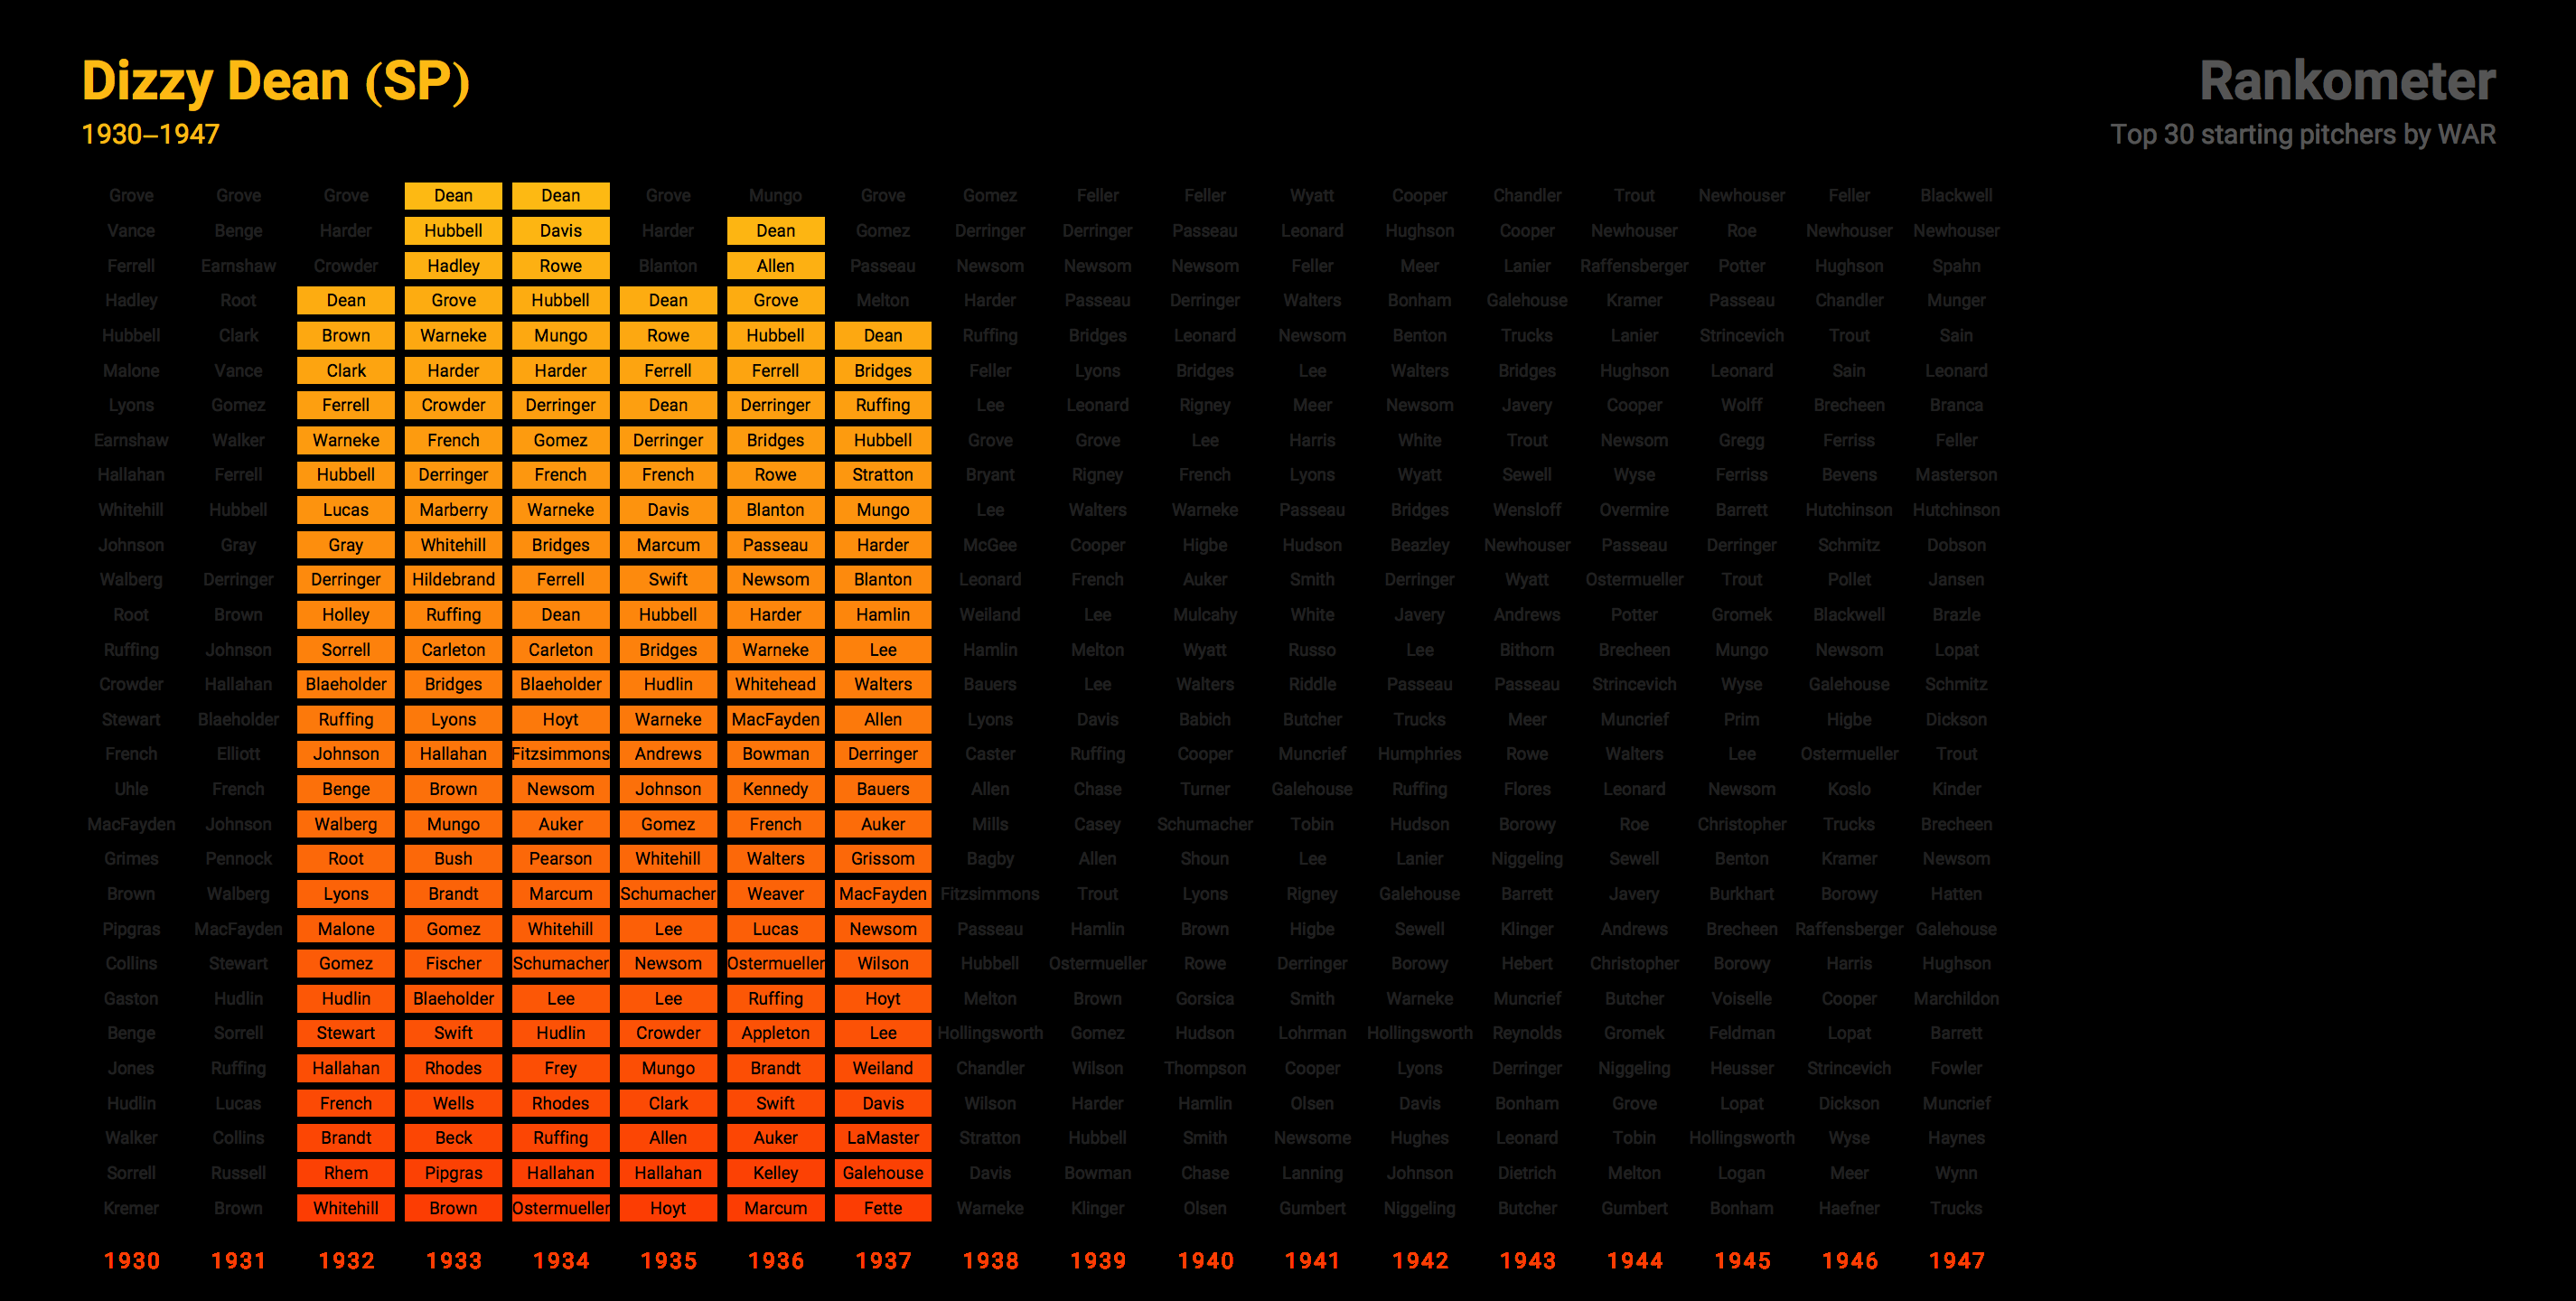 Dizzy Dean (SP)
1930–1947
Rankometer
Top 30 starting pitchers by WAR
Grove Grove Grove Dean Dean Grove Mungo Grove Gomez Feller Feller Wyatt Cooper Chandler Trout Newhouser Feller Blackwell
Vance Benge Harder Hubbell Davis Harder Dean Gomez Derringer Derringer Passeau Leonard Hughson Cooper Newhouser Roe Newhouser Newhouser
Ferrell Earnshaw Crowder Hadley Rowe Blanton Allen Passeau Newsom Newsom Newsom Feller Meer Lanier Raffensberger Potter Hughson Spahn
Hadley Root Dean Grove Hubbell Dean Grove Melton Harder Passeau Derringer Walters Bonham Galehouse Kramer Passeau Chandler Munger
Hubbell Clark Brown Warneke Mungo Rowe Hubbell Dean Ruffing Bridges Leonard Newsom Benton Trucks Lanier Strincevich Trout Sain
Malone Vance Clark Harder Harder Ferrell Ferrell Bridges Feller Lyons Bridges Lee Walters Bridges Hughson Leonard Sain Leonard
Lyons Gomez Ferrell Crowder Derringer Dean Derringer Ruffing Lee Leonard Rigney Meer Newsom Javery Cooper Wolff Brecheen Branca
Earnshaw Walker Warneke French Gomez Derringer Bridges Hubbell Grove Grove Lee Harris White Trout Newsom Gregg Ferriss Feller
Hallahan Ferrell Hubbell Derringer French French Rowe Stratton Bryant Rigney French Lyons Wyatt Sewell Wyse Ferriss Bevens Masterson
Whitehill Hubbell Lucas Marberry Warneke Davis Blanton Mungo Lee Walters Warneke Passeau Bridges Wensloff Overmire Barrett Hutchinson Hutchinson
Johnson Gray Gray Whitehill Bridges Marcum Passeau Harder McGee Cooper Higbe Hudson Beazley Newhouser Passeau Derringer Schmitz Dobson
Walberg Derringer Derringer Hildebrand Ferrell Swift Newsom Blanton Leonard French Auker Smith Derringer Wyatt Ostermueller Trout Pollet Jansen
Root Brown Holley Ruffing Dean Hubbell Harder Hamlin Weiland Lee Mulcahy White Javery Andrews Potter Gromek Blackwell Brazle
Ruffing Johnson Sorrell Carleton Carleton Bridges Warneke Lee Hamlin Melton Wyatt Russo Lee Bithorn Brecheen Mungo Newsom Lopat
Crowder Hallahan Blaeholder Bridges Blaeholder Hudlin Whitehead Walters Bauers Lee Walters Riddle Passeau Passeau Strincevich Wyse Galehouse Schmitz
Stewart Blaeholder Ruffing Lyons Hoyt Warneke MacFayden Allen Lyons Davis Babich Butcher Trucks Meer Muncrief Prim Higbe Dickson
French Elliott Johnson Hallahan Fitzsimmons Andrews Bowman Derringer Caster Ruffing Cooper Muncrief Humphries Rowe Walters Lee Ostermueller Trout
Uhle French Benge Brown Newsom Johnson Kennedy Bauers Allen Chase Turner Galehouse Ruffing Flores Leonard Newsom Koslo Kinder
MacFayden Johnson Walberg Mungo Auker Gomez French Auker Mills Casey Schumacher Tobin Hudson Borowy Roe Christopher Trucks Brecheen
Grimes Pennock Root Bush Pearson Whitehill Walters Grissom Bagby Allen Shoun Lee Lanier Niggeling Sewell Benton Kramer Newsom
Brown Walberg Lyons Brandt Marcum Schumacher Weaver MacFayden Fitzsimmons Trout Lyons Rigney Galehouse Barrett Javery Burkhart Borowy Hatten
Pipgras MacFayden Malone Gomez Whitehill Lee Lucas Newsom Passeau Hamlin Brown Higbe Sewell Klinger Andrews Brecheen Raffensberger Galehouse
Collins Stewart Gomez Fischer Schumacher Newsom Ostermueller Wilson Hubbell Ostermueller Rowe Derringer Borowy Hebert Christopher Borowy Harris Hughson
Gaston Hudlin Hudlin Blaeholder Lee Lee Ruffing Hoyt Melton Brown Gorsica Smith Warneke Muncrief Butcher Voiselle Cooper Marchildon
Benge Sorrell Stewart Swift Hudlin Crowder Appleton Lee Hollingsworth Gomez Hudson Lohrman Hollingsworth Reynolds Gromek Feldman Lopat Barrett
Jones Ruffing Hallahan Rhodes Frey Mungo Brandt Weiland Chandler Wilson Thompson Cooper Lyons Derringer Niggeling Heusser Strincevich Fowler
Hudlin Lucas French Wells Rhodes Clark Swift Davis Wilson Harder Hamlin Olsen Davis Bonham Grove Lopat Dickson Muncrief
Walker Collins Brandt Beck Ruffing Allen Auker LaMaster Stratton Hubbell Smith Newsome Hughes Leonard Tobin Hollingsworth Wyse Haynes
Sorrell Russell Rhem Pipgras Hallahan Hallahan Kelley Galehouse Davis Bowman Chase Lanning Johnson Dietrich Melton Logan Meer Wynn
Kremer Brown Whitehill Brown Ostermueller Hoyt Marcum Fette Warneke Klinger Olsen Gumbert Niggeling Butcher Gumbert Bonham Haefner Trucks
1930 1931 1932 1933 1934 1935 1936 1937 1938 1939 1940 1941 1942 1943 1944 1945 1946 1947